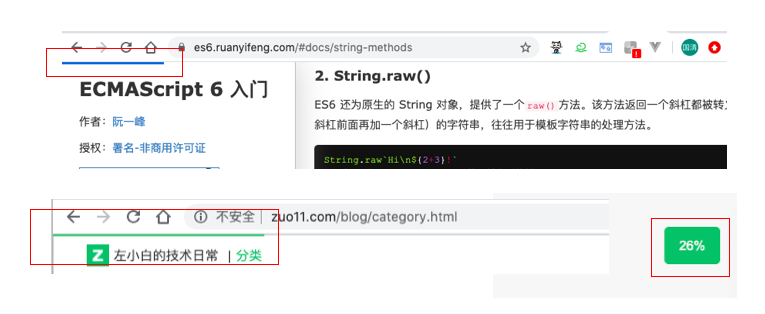 es6.ruanyifeng.com/#docs/string-methods
国清
2. String.raw()
ECMAScript 6 入门
ES6 还为原生的 String 对象，提供了一个 raw() 方法。该方法返回一个斜杠都被转
作者：阮一峰
斜杠前面再加一个斜杠）的字符串，往往用于模板字符串的处理方法。
授权：署名-非商用许可证
String.raw`Hi\n${2+3}!`
不安全 | zuo11.com/blog/category.html
Z 左小白的技术日常 | 分类
26%